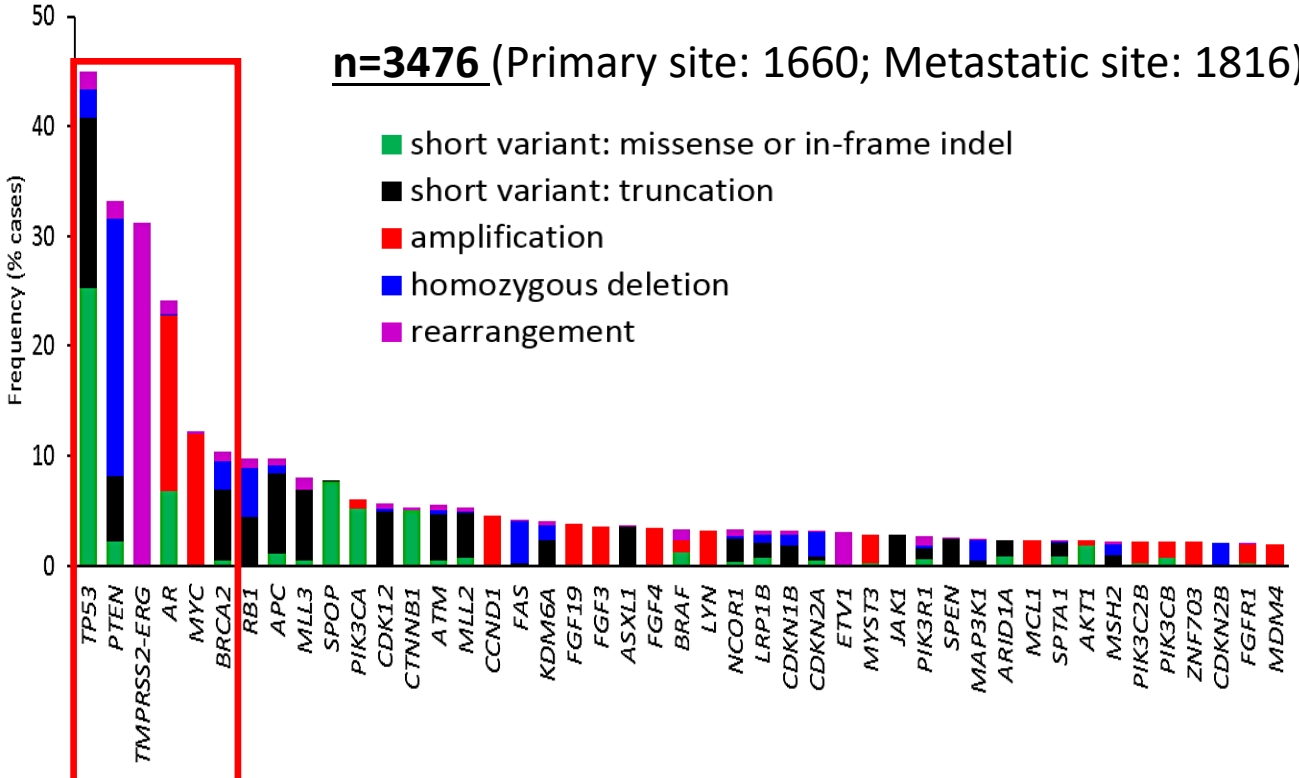 50
40
30
20
10
0
Frequency (% cases)
n=3476 (Primary site: 1660; Metastatic site: 1816)
short variant: missense or in-frame indel
short variant: truncation
amplification
homozygous deletion
rearrangement
TP53
PTEN
TMPRSS2-ERG
AR
MYC
BRCA2
RB1
APC
MLL3
SPOP
PIK3CA
CDK12
CTNNB1
ATM
MLL2
CCND1
FAS
KDM6A
FGF19
FGF3
ASXL1
FGF4
BRAF
LYN
NCOR1
LRP1B
CDKN1B
CDKN2A
ETV1
MYST3
JAK1
PIK3R1
SPEN
MAP3K1
ARID1A
MCL1
SPTA1
AKT1
MSH2
PIK3C2B
PIK3CB
ZNF703
CDKN2B
FGFR1
MDM4